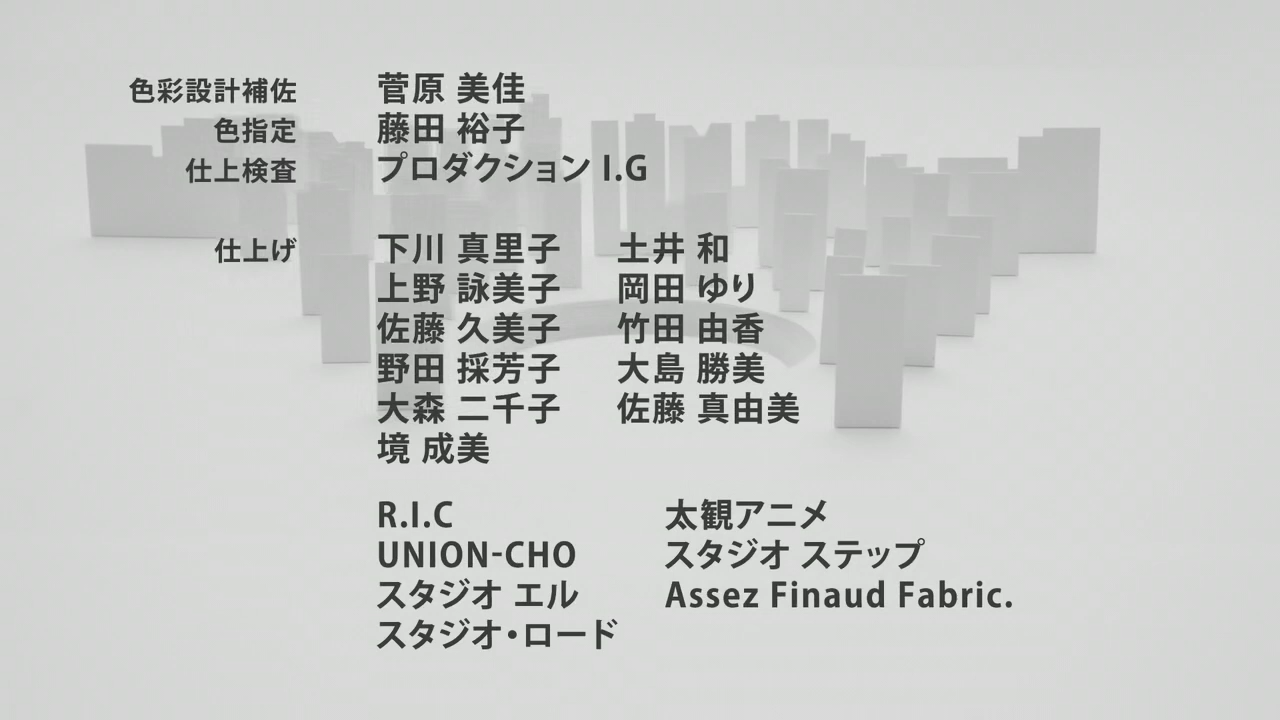 色彩設計補佐 菅原 美佳
色指定 藤田 裕子
仕上検査 プロダクション I.G
仕上げ 下川 真里子 土井 和
上野 詠美子 岡田 ゆり
佐藤 久美子 竹田 由香
野田 採芳子 大島 勝美
大森 二千子 佐藤 真由美
境 成美
R.I.C 太観アニメ
UNION-CHO スタジオ ステップ
スタジオ エル Assez Finaud Fabric.
スタジオ・ロード